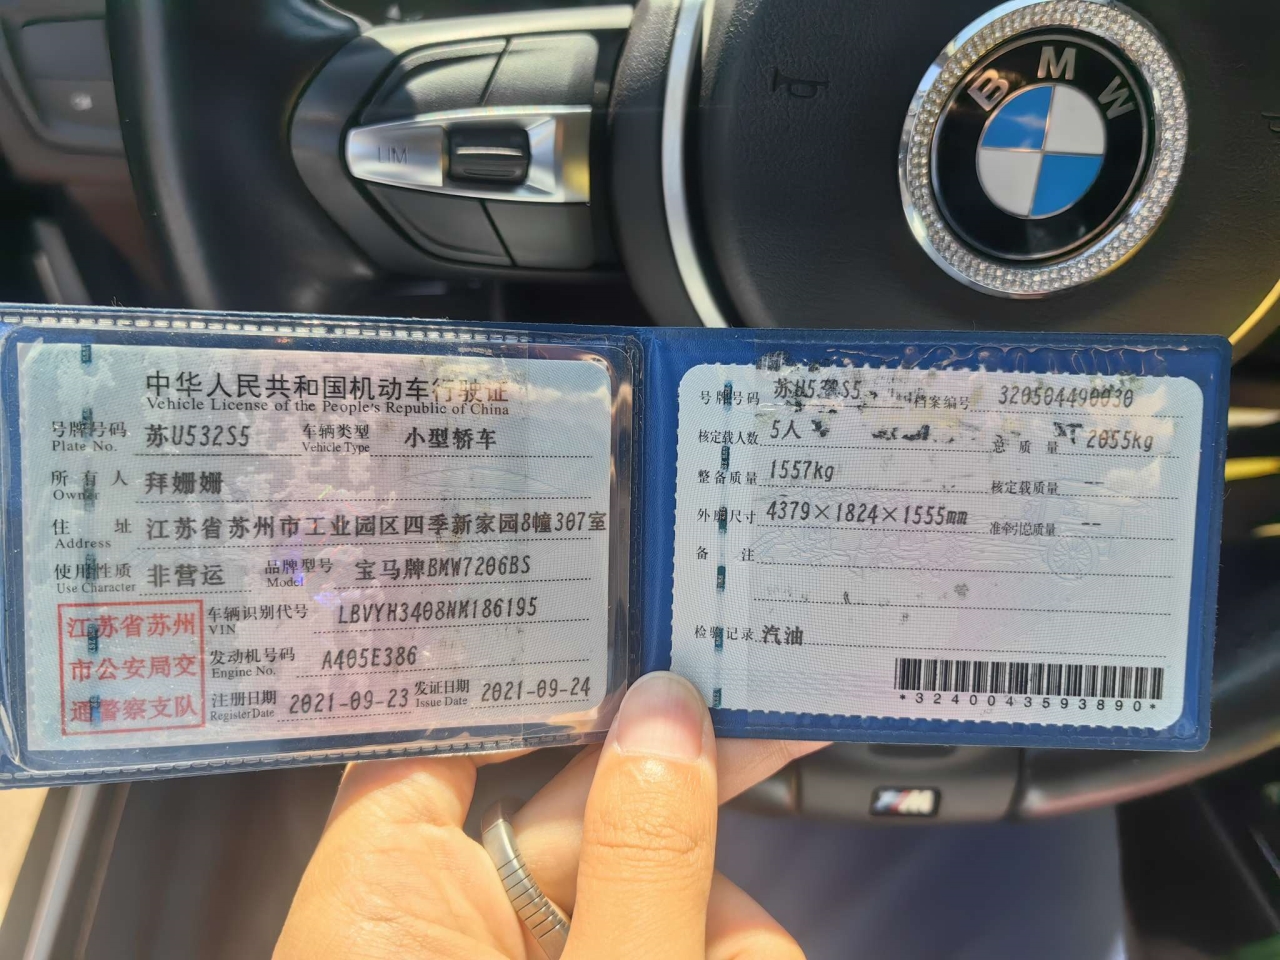 LIM
BMW
中华人民共和国机动车行驶证
Vehicle License of the People's Republic of China
号牌号码 苏U532S5 车辆类型 小型轿车
Plate No. Vehicle Type
所有人 拜姗姗
Owner
住址 江苏省苏州市工业园区四季新家园8幢307室
Address
使用性质 非营运 品牌型号 宝马牌BMW7206BS
Use Character Model
江苏省苏州
市公安局交
通警察支队
车辆识别代号 LBVYH3408NM186195
VIN
发动机号码 A405E386
Engine No.
注册日期 2021-09-23 发证日期 2021-09-24
Register Date Issue Date
号牌号码 苏U532S5 档案编号 320504490030
核定载人数 5人 总质量 2055kg
整备质量 1557kg 核定载质量 --
外廓尺寸 4379×1824×1555mm 准牵引总质量 --
备注
检验记录 汽油
*3240043593890*
M